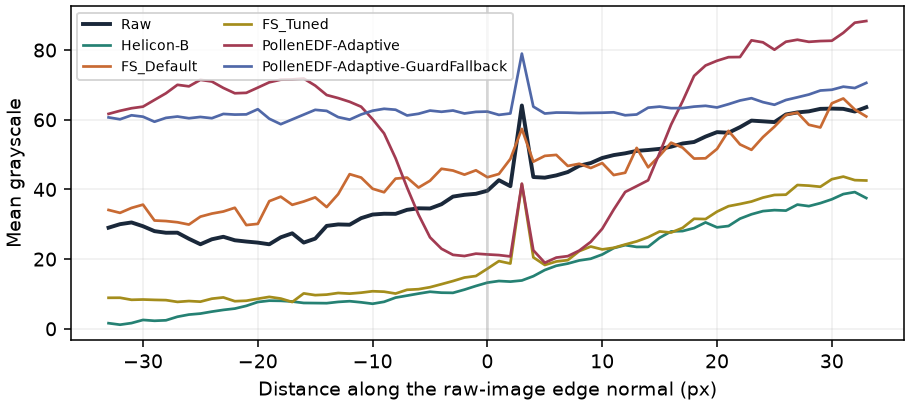 Raw
Helicon-B
FS_Default
FS_Tuned
PollenEDF-Adaptive
PollenEDF-Adaptive-GuardFallback
Mean grayscale
80
60
40
20
0
−30 −20 −10 0 10 20 30
Distance along the raw-image edge normal (px)